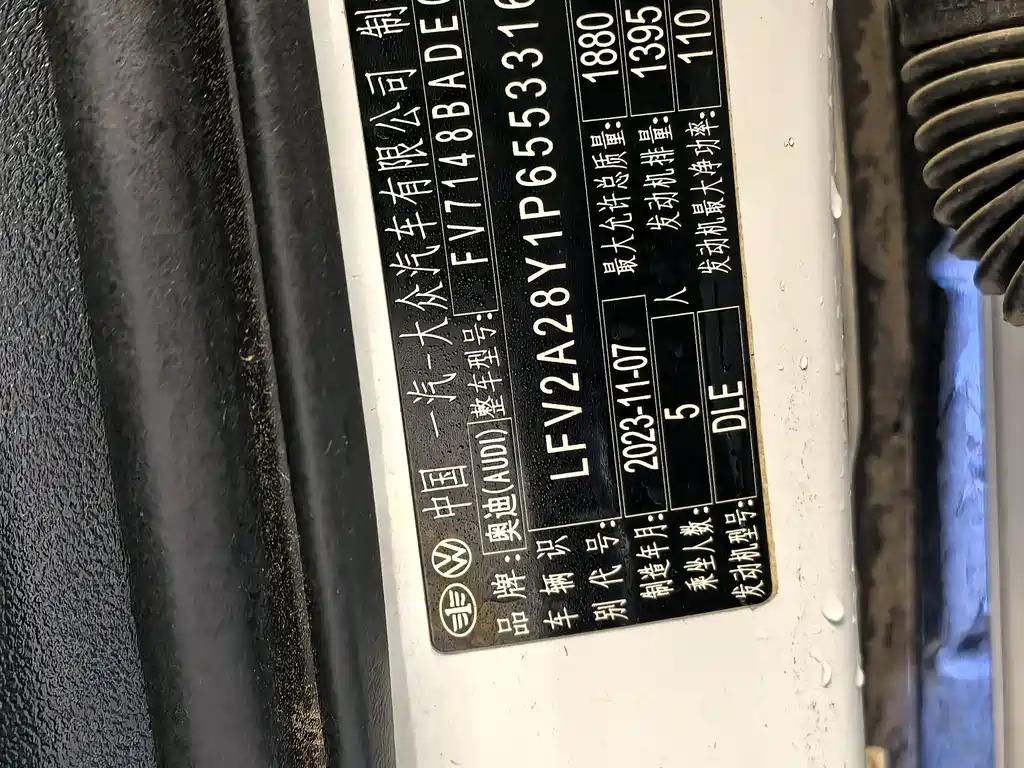 中国 一汽-大众汽车有限公司 制
品牌: 奥迪(AUDI) 整车型号: FV7148BADE
车辆识别代号: LFV2A28Y1P6553316
制造年月: 2023-11-07 最大允许总质量: 1880
乘坐人数: 5 人 发动机排量: 1395
发动机型号: DLE 发动机最大净功率: 110